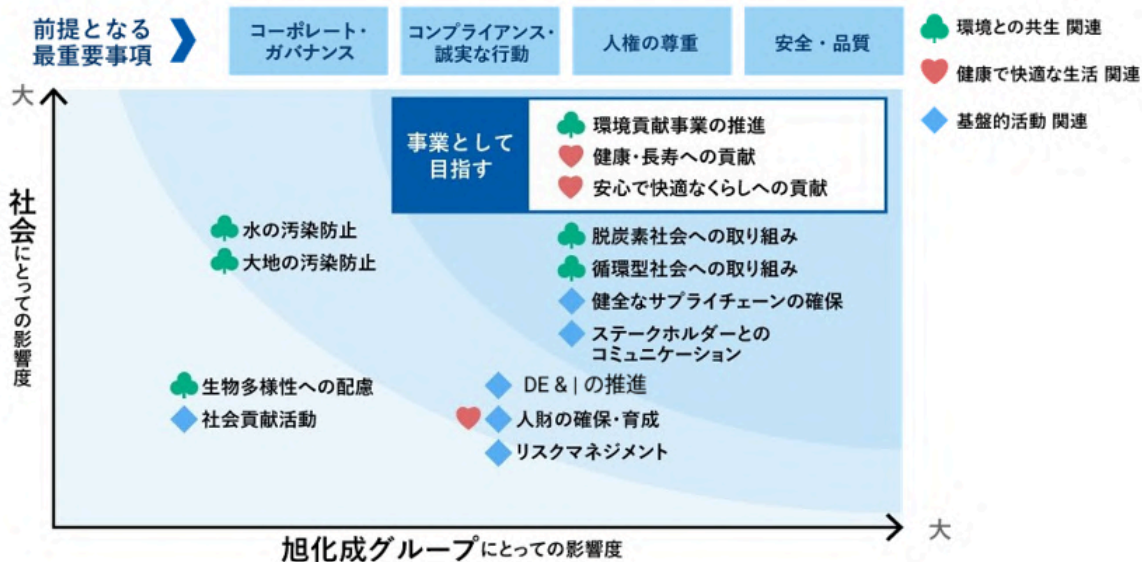 前提となる
最重要事項
コーポレート・
ガバナンス
コンプライアンス・
誠実な行動
人権の尊重
安全・品質
環境との共生 関連
健康で快適な生活 関連
基盤的活動 関連
大
社会にとっての影響度
事業として
目指す
環境貢献事業の推進
健康・長寿への貢献
安心で快適なくらしへの貢献
水の汚染防止
大地の汚染防止
脱炭素社会への取り組み
循環型社会への取り組み
健全なサプライチェーンの確保
ステークホルダーとの
コミュニケーション
生物多様性への配慮
社会貢献活動
DE & I の推進
人財の確保・育成
リスクマネジメント
大
旭化成グループにとっての影響度